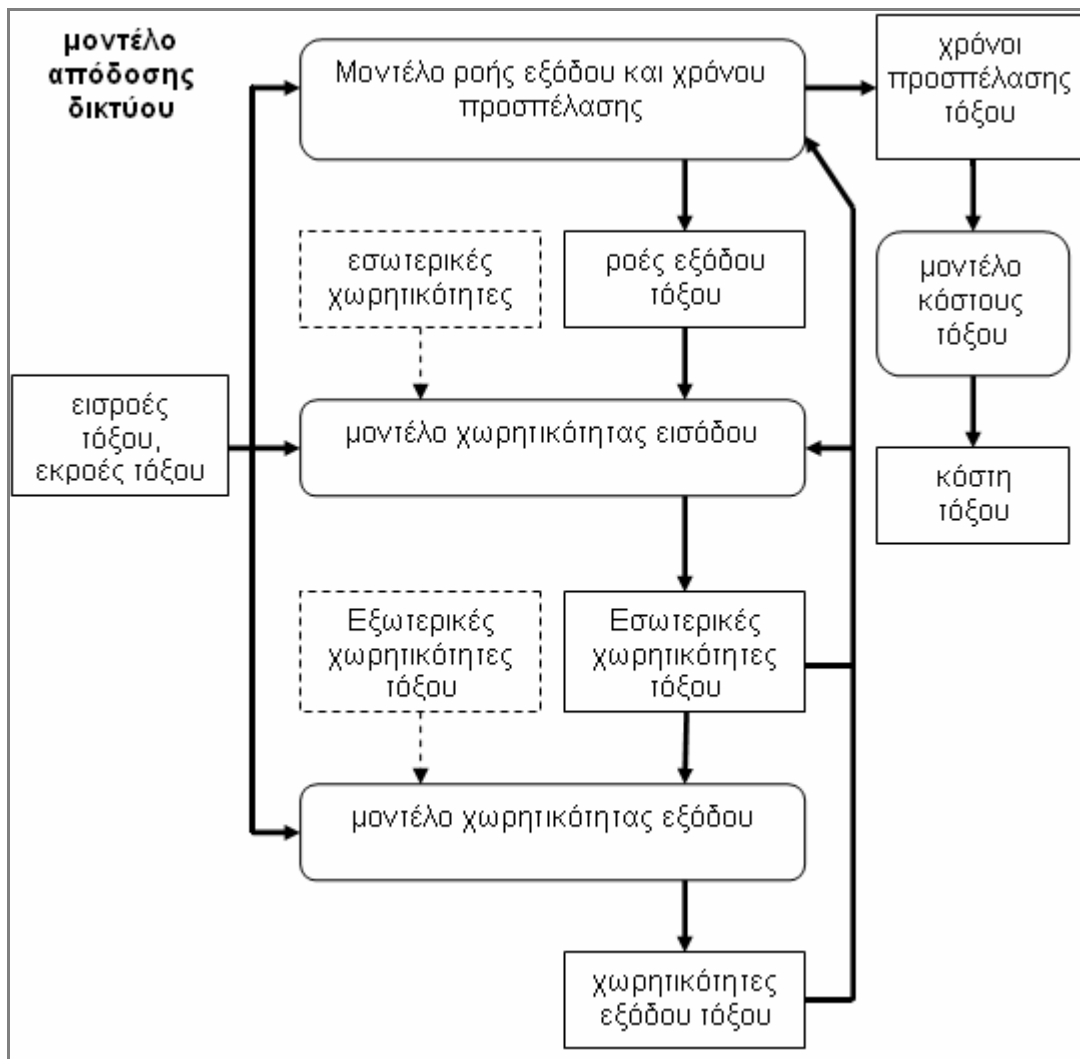 μοντέλο
απόδοσης
δικτύου
Μοντέλο ροής εξόδου και χρόνου
προσπέλασης
χρόνοι
προσπέλασης
τόξου
εσωτερικές
χωρητικότητες
ροές εξόδου
τόξου
μοντέλο
κόστους
τόξου
εισροές
τόξου,
εκροές τόξου
μοντέλο χωρητικότητας εισόδου
κόστη
τόξου
Εξωτερικές
χωρητικότητες
τόξου
Εσωτερικές
χωρητικότητες
τόξου
μοντέλο χωρητικότητας εξόδου
χωρητικότητες
εξόδου τόξου